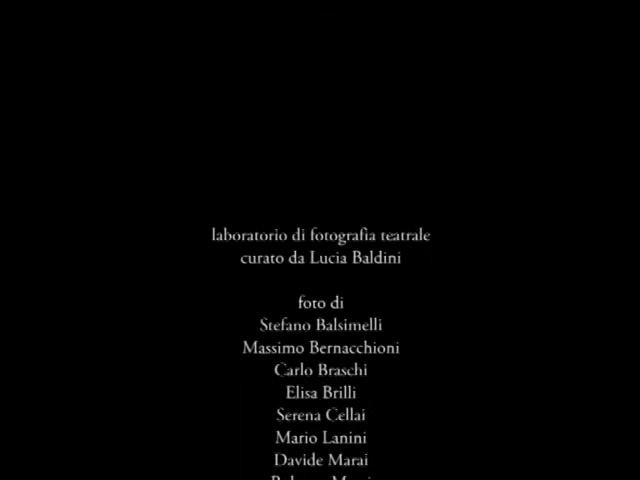 laboratorio di fotografia teatrale
curato da Lucia Baldini
foto di
Stefano Balsimelli
Massimo Bernacchioni
Carlo Braschi
Elisa Brilli
Serena Cellai
Mario Lanini
Davide Marai